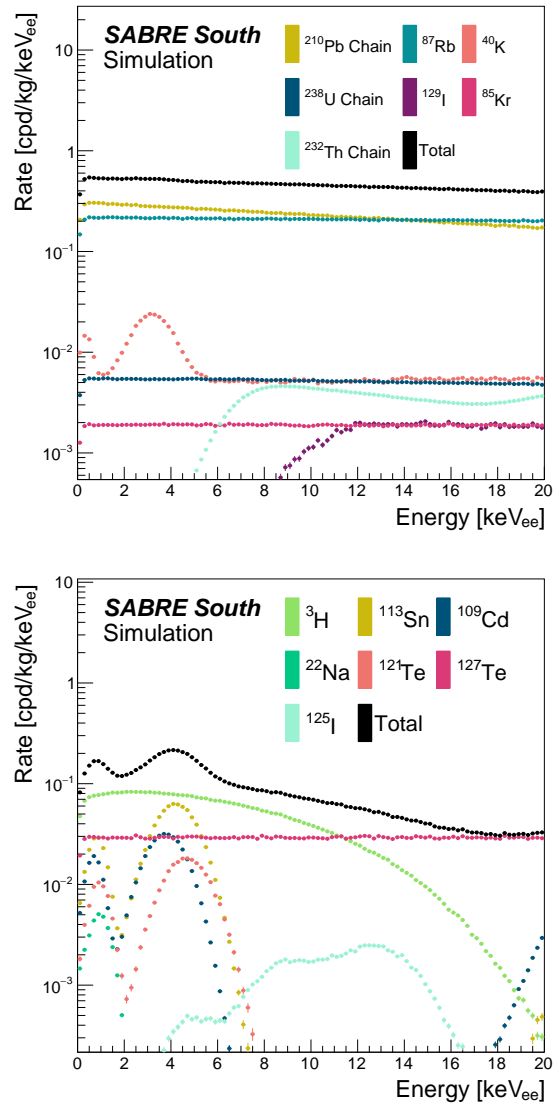 SABRE South
Simulation
²¹⁰Pb Chain
⁸⁷Rb
⁴⁰K
²³⁸U Chain
¹²⁹I
⁸⁵Kr
²³²Th Chain
Total
Rate [cpd/kg/keVₑₑ]
10
1
10⁻¹
10⁻²
10⁻³
0 2 4 6 8 10 12 14 16 18 20
Energy [keVₑₑ]
SABRE South
Simulation
³H
¹¹³Sn
¹⁰⁹Cd
²²Na
¹²¹Te
¹²⁷Te
¹²⁵I
Total
Rate [cpd/kg/keVₑₑ]
10
1
10⁻¹
10⁻²
10⁻³
0 2 4 6 8 10 12 14 16 18 20
Energy [keVₑₑ]